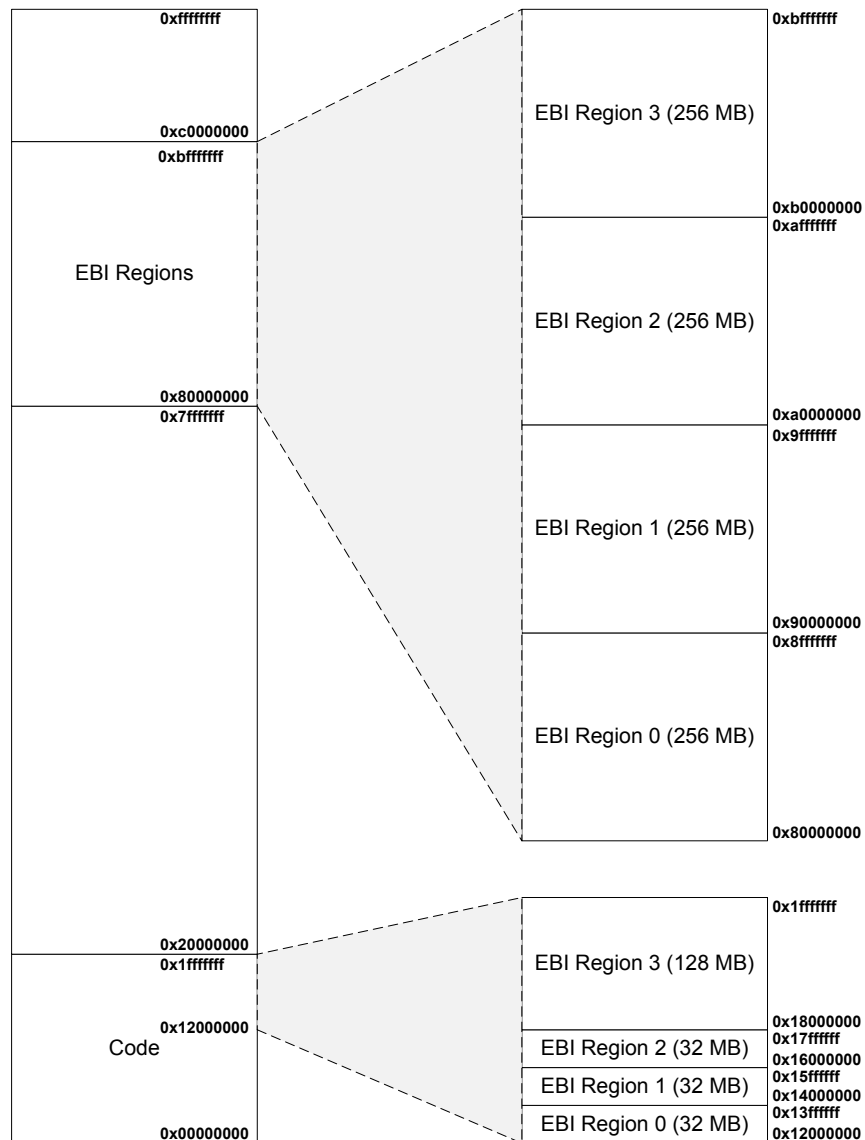 0xffffffff
0xc0000000
0xbfffffff
EBI Regions
0x80000000
0x7fffffff
0x20000000
0x1fffffff
0x12000000
Code
0x00000000
0xbfffffff
EBI Region 3 (256 MB)
0xb0000000
0xafffffff
EBI Region 2 (256 MB)
0xa0000000
0x9fffffff
EBI Region 1 (256 MB)
0x90000000
0x8fffffff
EBI Region 0 (256 MB)
0x80000000
0x1fffffff
EBI Region 3 (128 MB)
0x18000000
0x17ffffff
EBI Region 2 (32 MB)
0x16000000
0x15ffffff
EBI Region 1 (32 MB)
0x14000000
0x13ffffff
EBI Region 0 (32 MB)
0x12000000